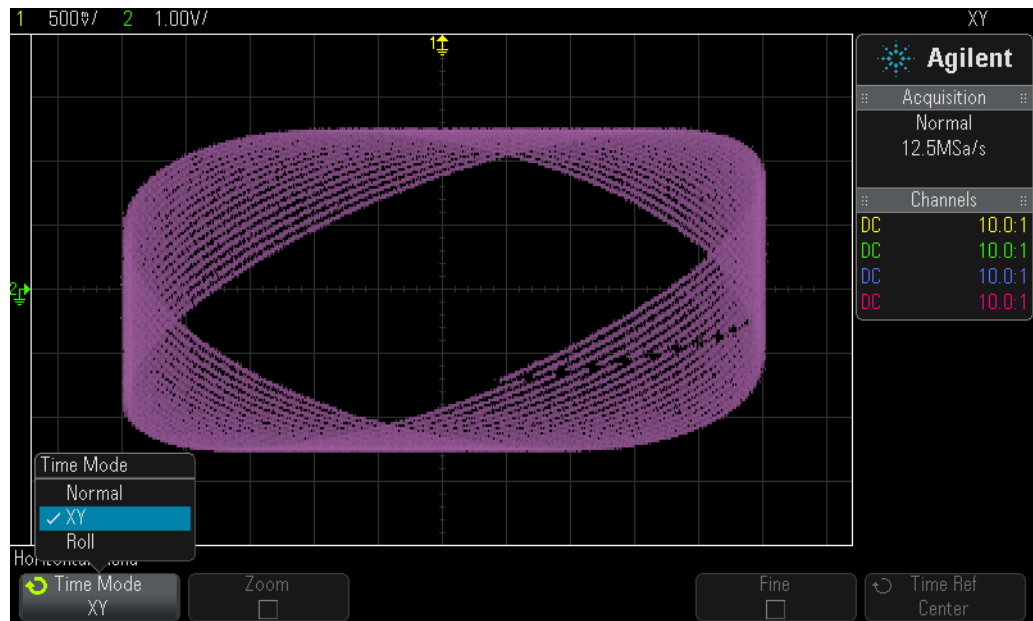 1 500mV/ 2 1.00V/ XY
1
Agilent
Acquisition
Normal
12.5MSa/s
Channels
DC 10.0:1
DC 10.0:1
DC 10.0:1
DC 10.0:1
2
Time Mode
Normal
✓ XY
Roll
Time Mode
XY
Zoom
Fine
Time Ref
Center